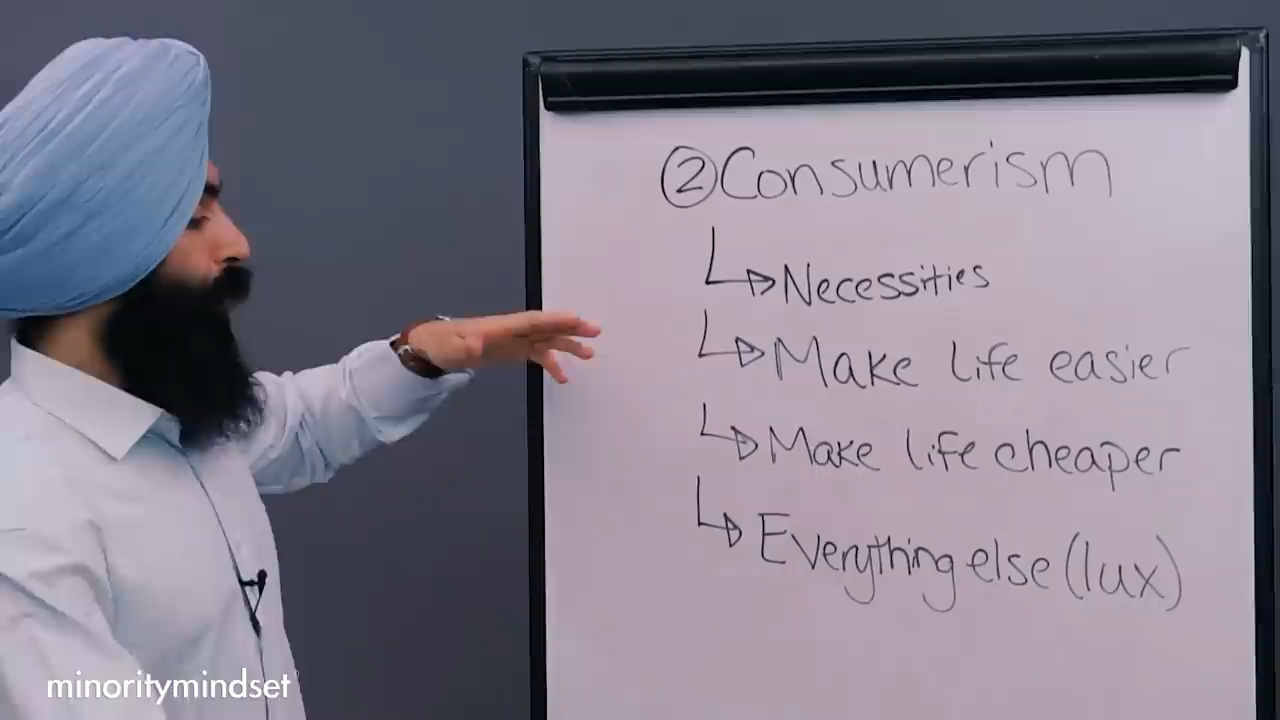 ②Consumerism
Necessities
Make life easier
Make life cheaper
Everything else (lux)
minoritymindset